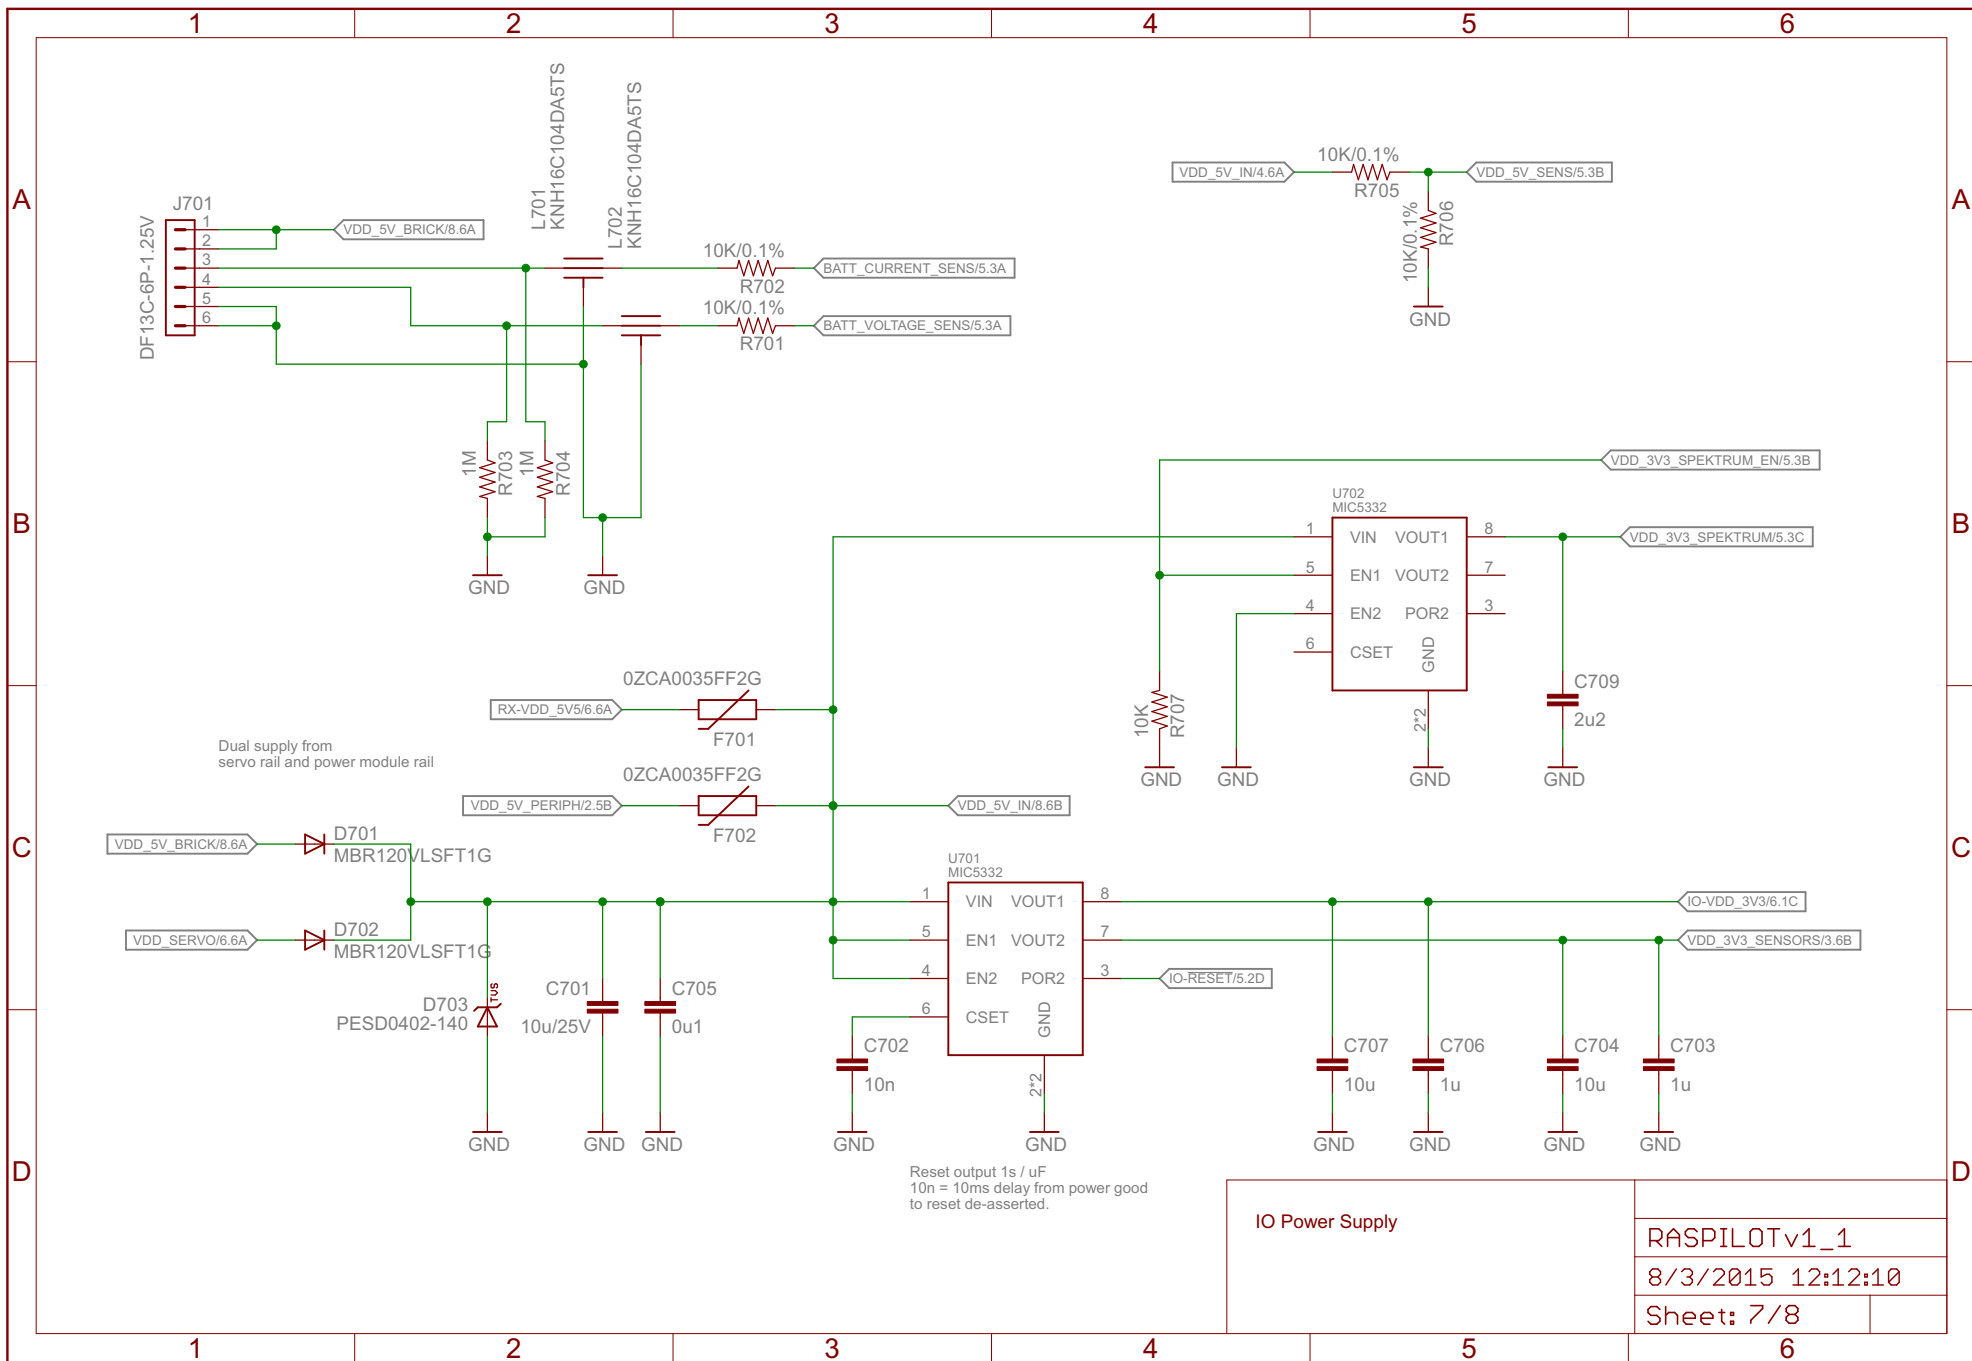 1 2 3 4 5 6
A
A
B
B
C
C
D
D
L701
KNH16C104DA5TS
L702
KNH16C104DA5TS
J701
DF13C-6P-1.25V
1
2
3
4
5
6
VDD_5V_BRICK/8.6A
10K/0.1%
R702
BATT_CURRENT_SENS/5.3A
10K/0.1%
R701
BATT_VOLTAGE_SENS/5.3A
VDD_5V_IN/4.6A
10K/0.1%
R705
VDD_5V_SENS/5.3B
10K/0.1%
R706
GND
1M
R703
1M
R704
GND
GND
VDD_3V3_SPEKTRUM_EN/5.3B
U702
MIC5332
1 VIN VOUT1 8
5 EN1 VOUT2 7
4 EN2 POR2 3
6 CSET
GND
2*2
VDD_3V3_SPEKTRUM/5.3C
C709
2u2
10K
R707
GND
GND
GND
GND
0ZCA0035FF2G
RX-VDD_5V5/6.6A
F701
Dual supply from
servo rail and power module rail
0ZCA0035FF2G
VDD_5V_PERIPH/2.5B
F702
VDD_5V_IN/8.6B
VDD_5V_BRICK/8.6A
D701
MBR120VLSFT1G
VDD_SERVO/6.6A
D702
MBR120VLSFT1G
TVS
D703
PESD0402-140
C701
10u/25V
C705
0u1
GND
GND
GND
U701
MIC5332
1 VIN VOUT1 8
5 EN1 VOUT2 7
4 EN2 POR2 3
6 CSET
GND
2*2
C702
10n
GND
GND
IO-VDD_3V3/6.1C
VDD_3V3_SENSORS/3.6B
IO-RESET/5.2D
C707
10u
C706
1u
C704
10u
C703
1u
GND
GND
GND
GND
Reset output 1s / uF
10n = 10ms delay from power good
to reset de-asserted.
IO Power Supply
RASPILOTv1_1
8/3/2015 12:12:10
Sheet: 7/8
1 2 3 4 5 6